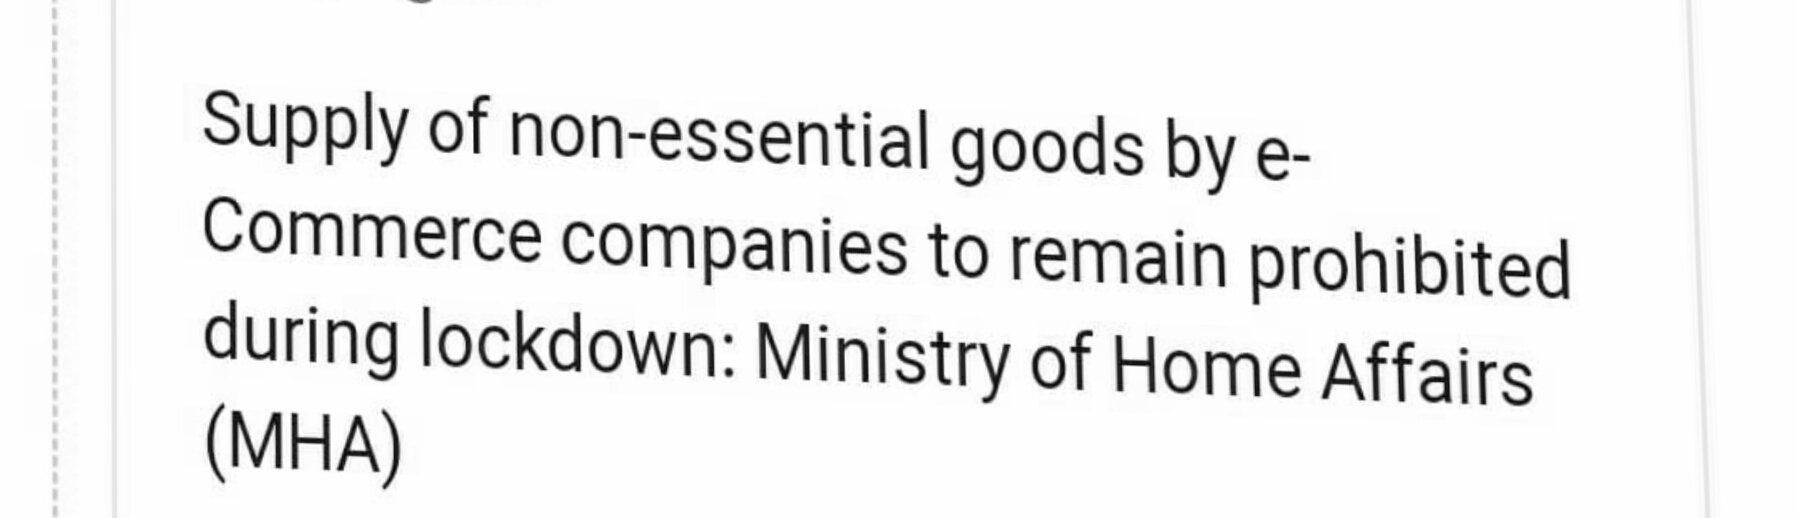 Supply of non-essential goods by e-
Commerce companies to remain prohibited
during lockdown: Ministry of Home Affairs
(MHA)